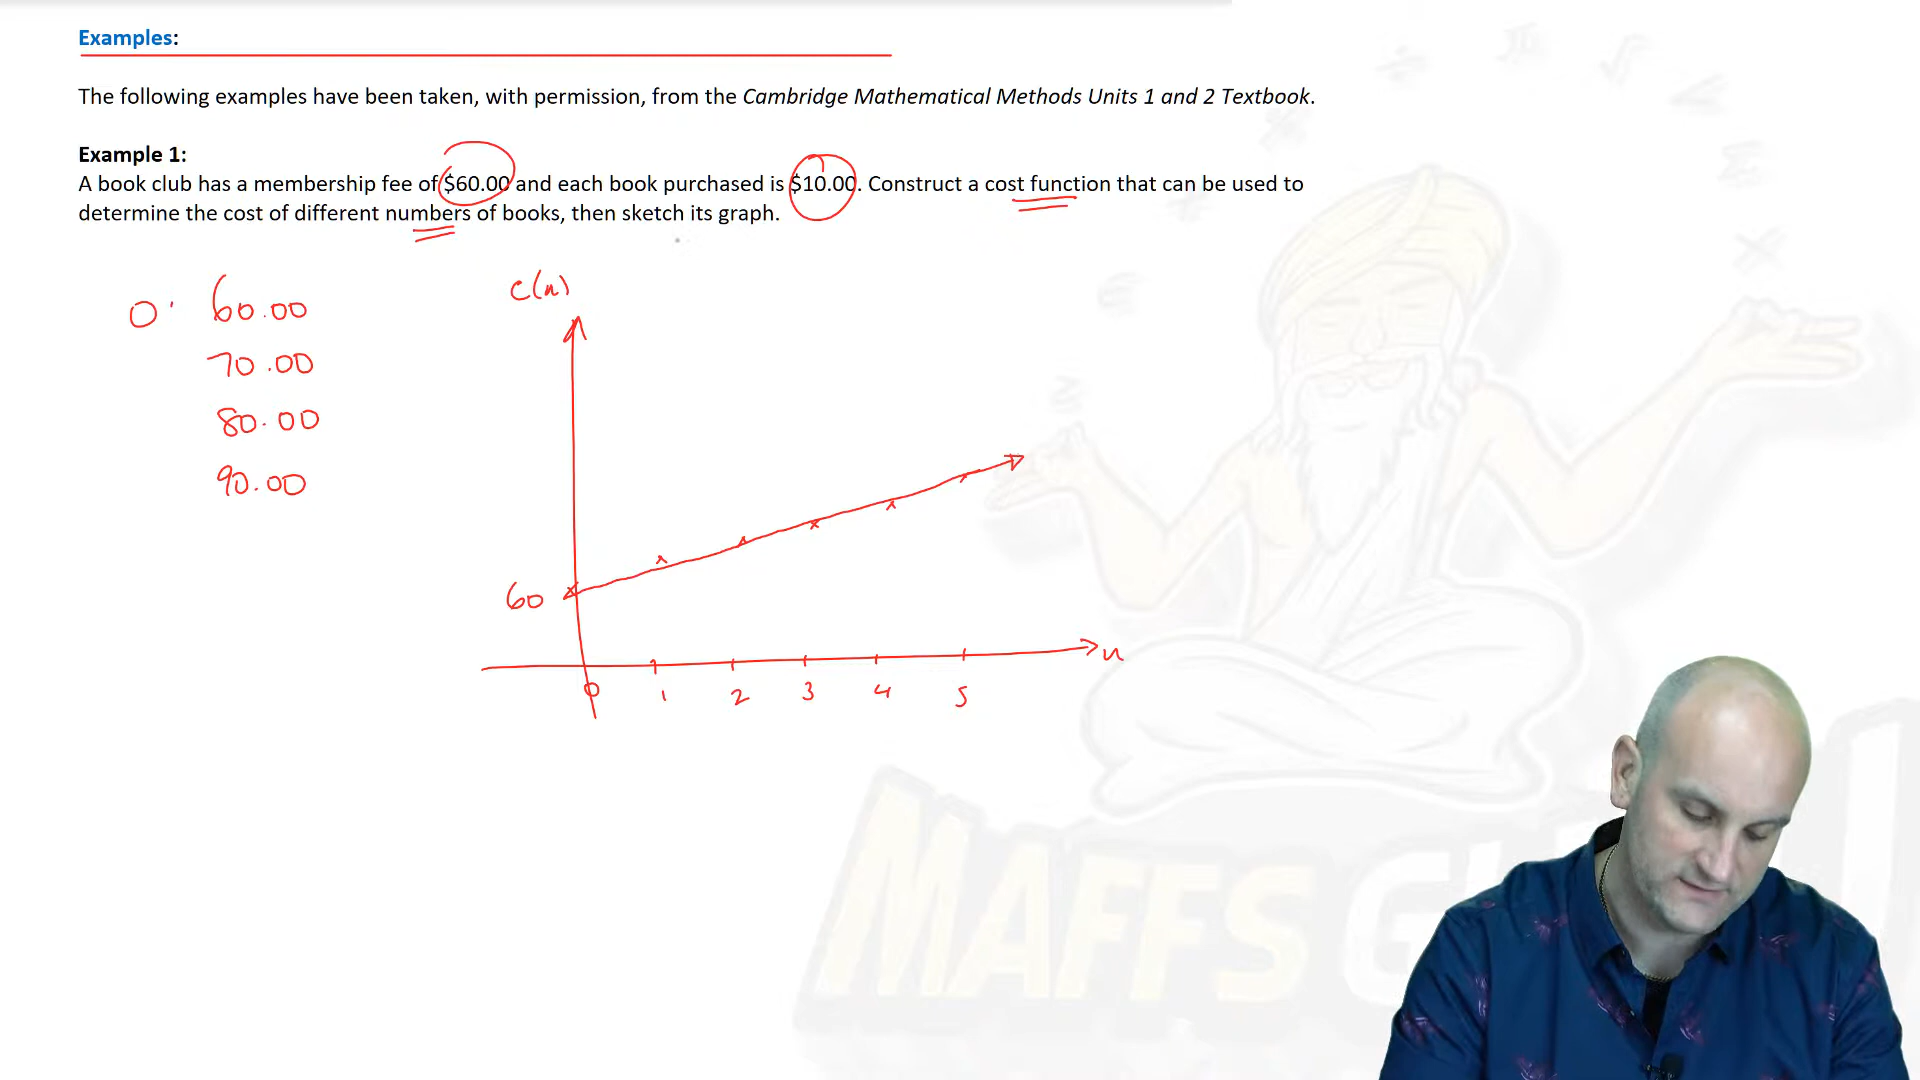 Examples:
The following examples have been taken, with permission, from the Cambridge Mathematical Methods Units 1 and 2 Textbook.
Example 1:
A book club has a membership fee of $60.00 and each book purchased is $10.00. Construct a cost function that can be used to
determine the cost of different numbers of books, then sketch its graph.
C(n)
0. 60.00
70.00
80.00
90.00
60
n
0 1 2 3 4 5
MAFFS G